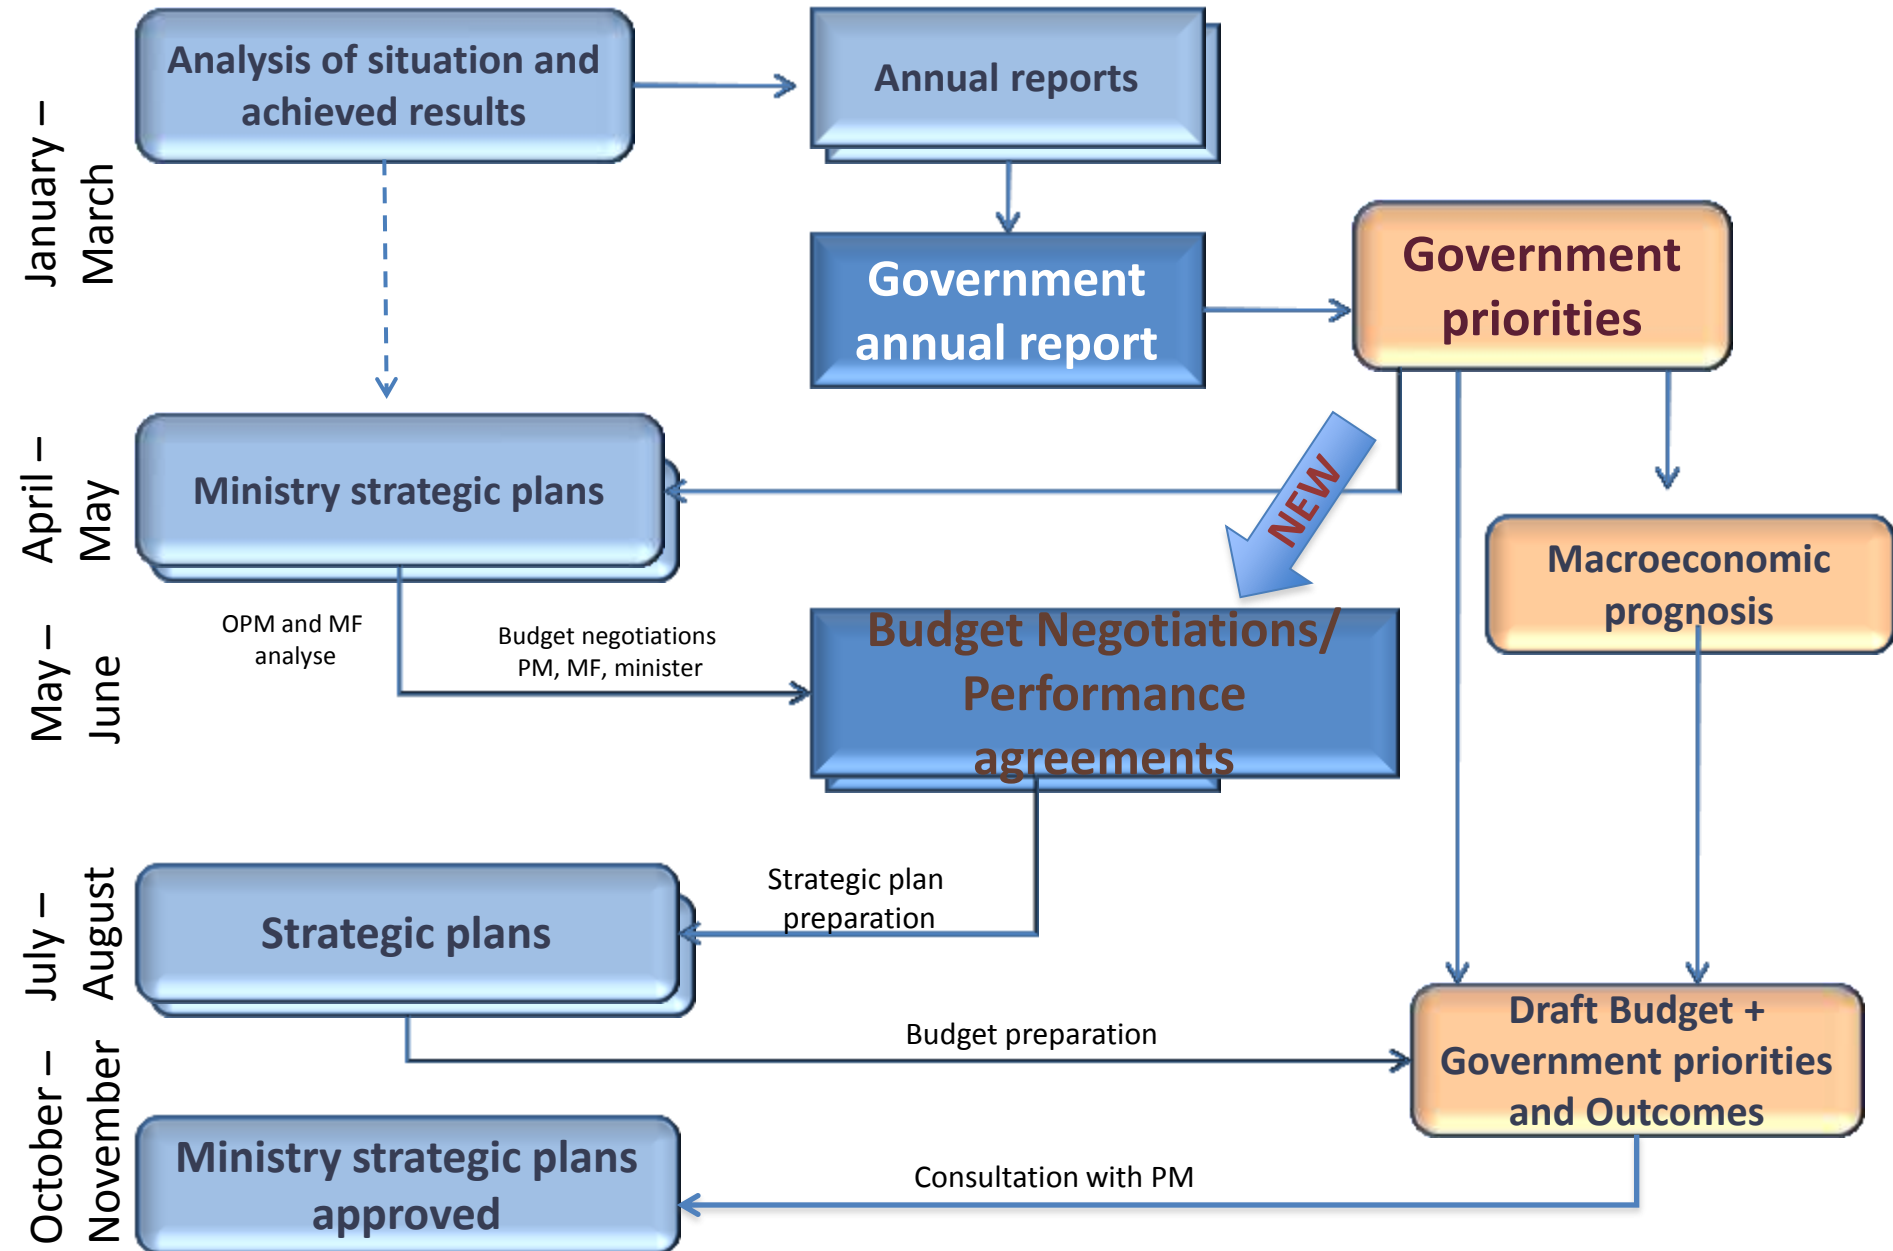 January –
March
Analysis of situation and
achieved results
Annual reports
Government
annual report
Government
priorities
April –
May
Ministry strategic plans
NEW
Macroeconomic
prognosis
May –
June
OPM and MF
analyse
Budget negotiations
PM, MF, minister
Budget Negotiations/
Performance
agreements
July –
August
Strategic plans
Strategic plan
preparation
Budget preparation
Draft Budget +
Government priorities
and Outcomes
October –
November
Ministry strategic plans
approved
Consultation with PM